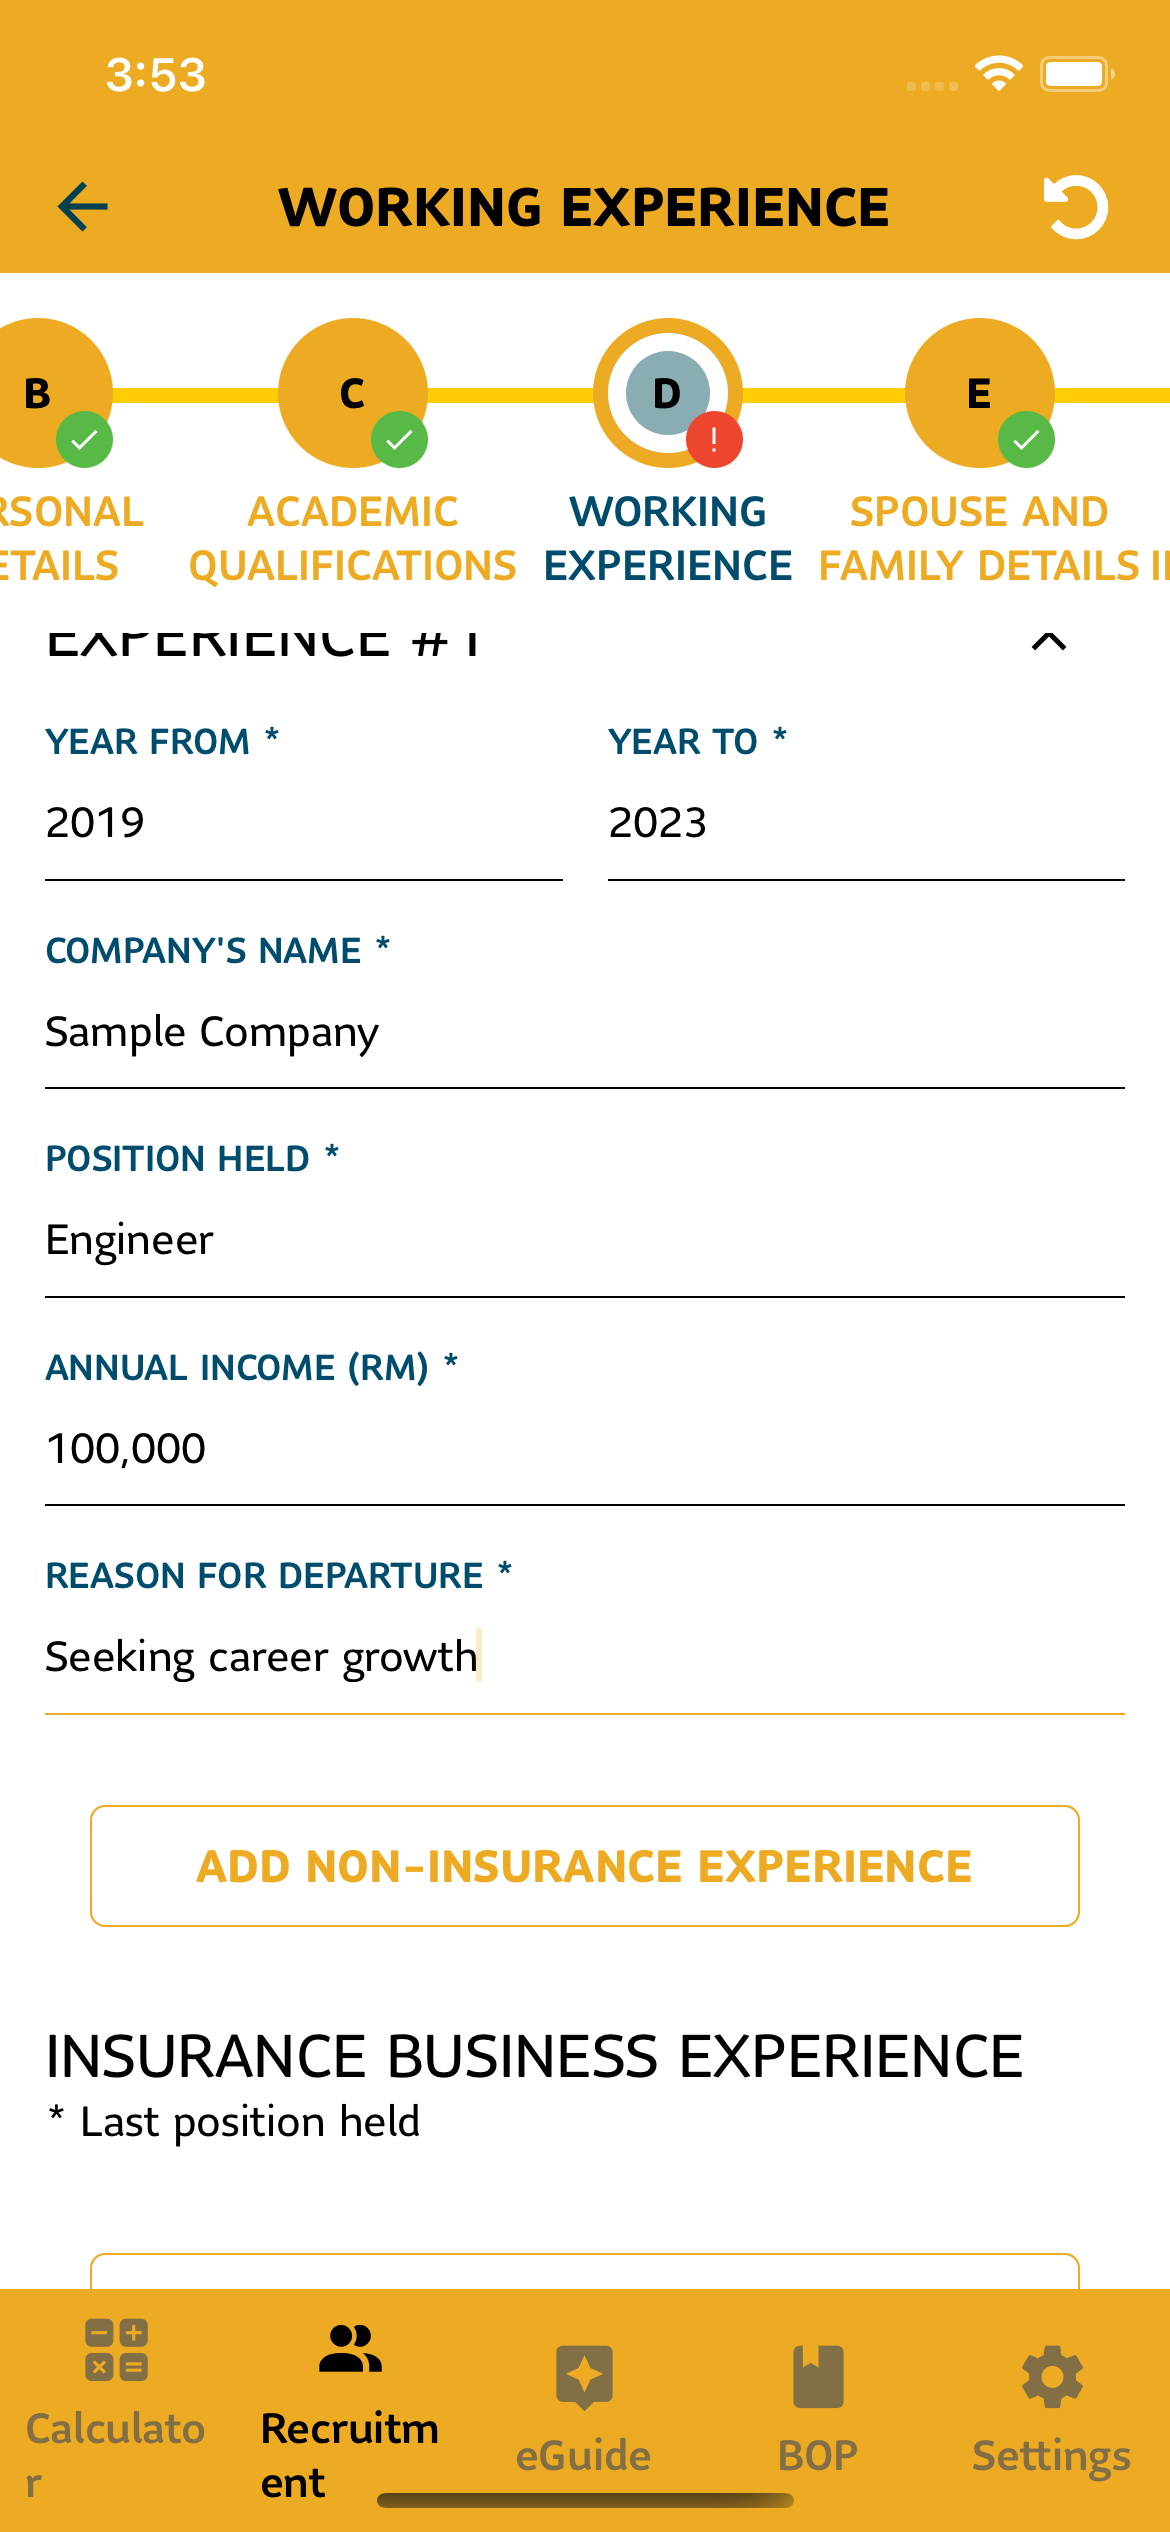 3:53
WORKING EXPERIENCE
B
C
D
!
E
RSONAL
ETAILS
ACADEMIC
QUALIFICATIONS
WORKING
EXPERIENCE
SPOUSE AND
FAMILY DETAILS
EXPERIENCE #1
YEAR FROM *
YEAR TO *
2019
2023
COMPANY'S NAME *
Sample Company
POSITION HELD *
Engineer
ANNUAL INCOME (RM) *
100,000
REASON FOR DEPARTURE *
Seeking career growth
ADD NON-INSURANCE EXPERIENCE
INSURANCE BUSINESS EXPERIENCE
* Last position held
Calculato
r
Recruitm
ent
eGuide
BOP
Settings